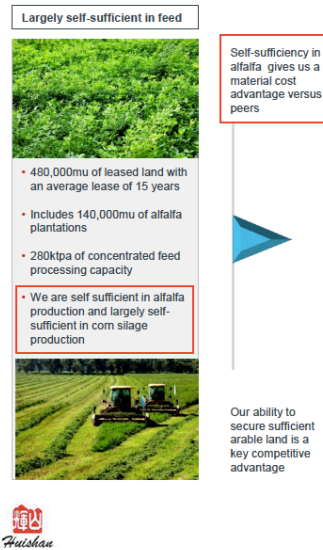 Largely self-sufficient in feed
Self-sufficiency in
alfalfa gives us a
material cost
advantage versus
peers
• 480,000mu of leased land with
an average lease of 15 years
• Includes 140,000mu of alfalfa
plantations
• 280ktpa of concentrated feed
processing capacity
• We are self sufficient in alfalfa
production and largely self-
sufficient in corn silage
production
Our ability to
secure sufficient
arable land is a
key competitive
advantage
輝山
Huishan